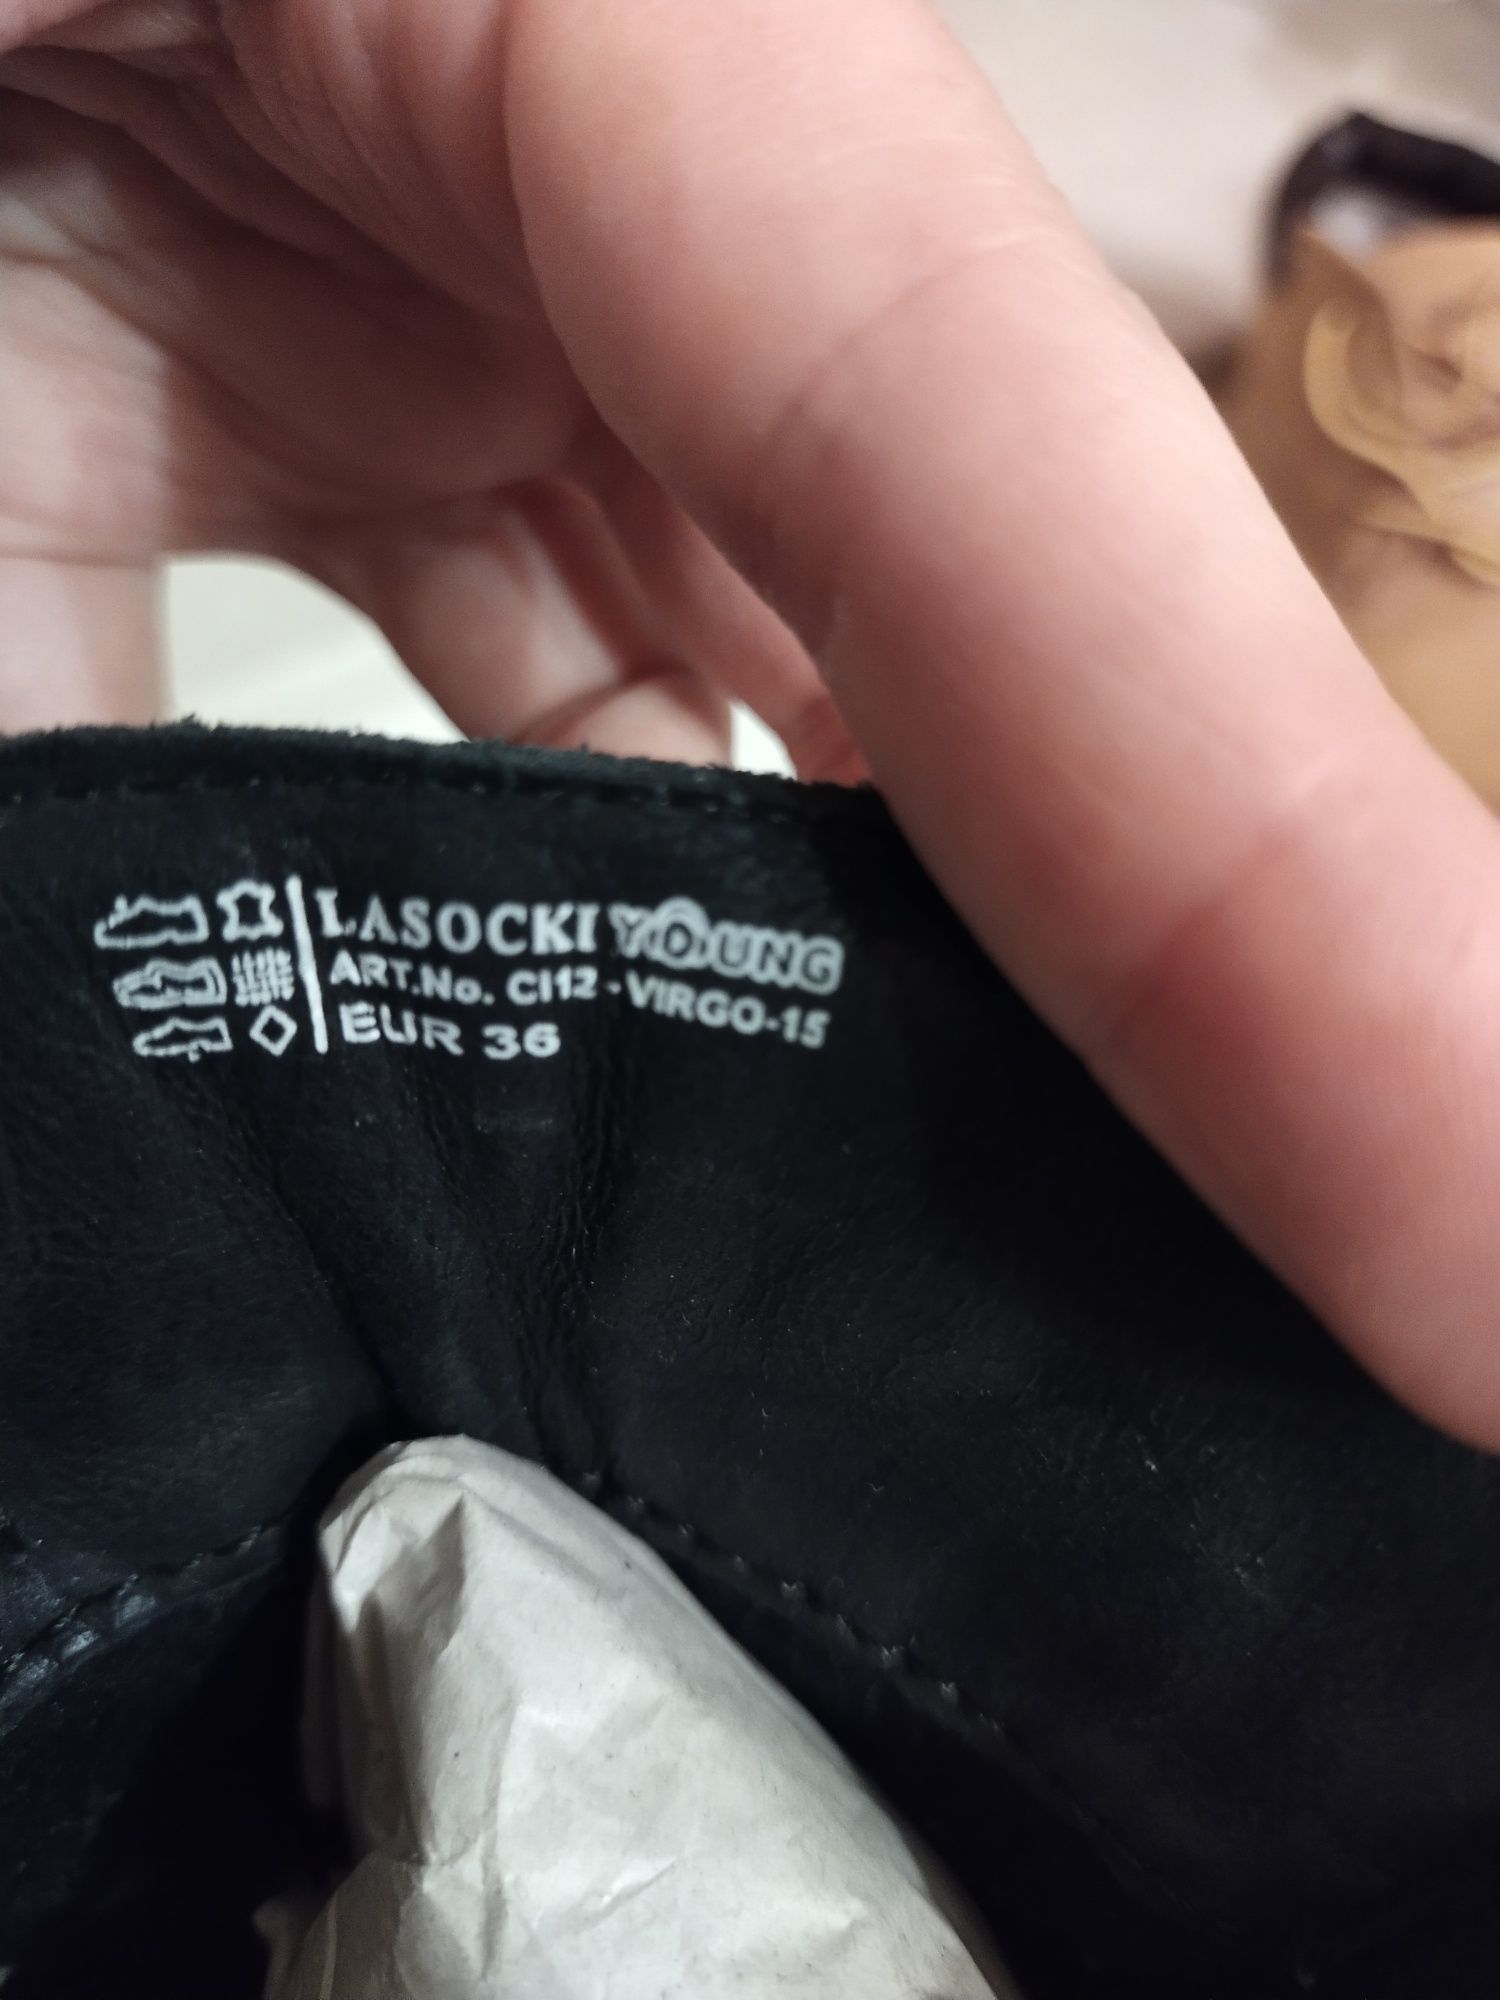 LASOCKI YOUNG
ART.No. CI12-VIRGO-15
EUR 36